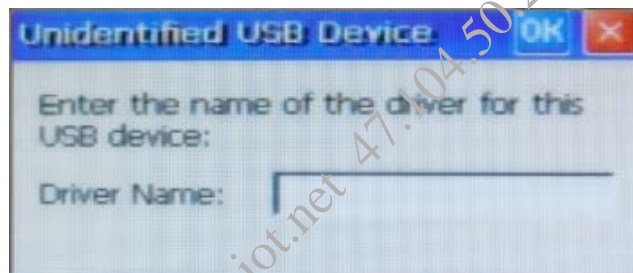 Unidentified USB Device OK
Enter the name of the driver for this
USB device:
Driver Name:
iot.net 47.104.50.2